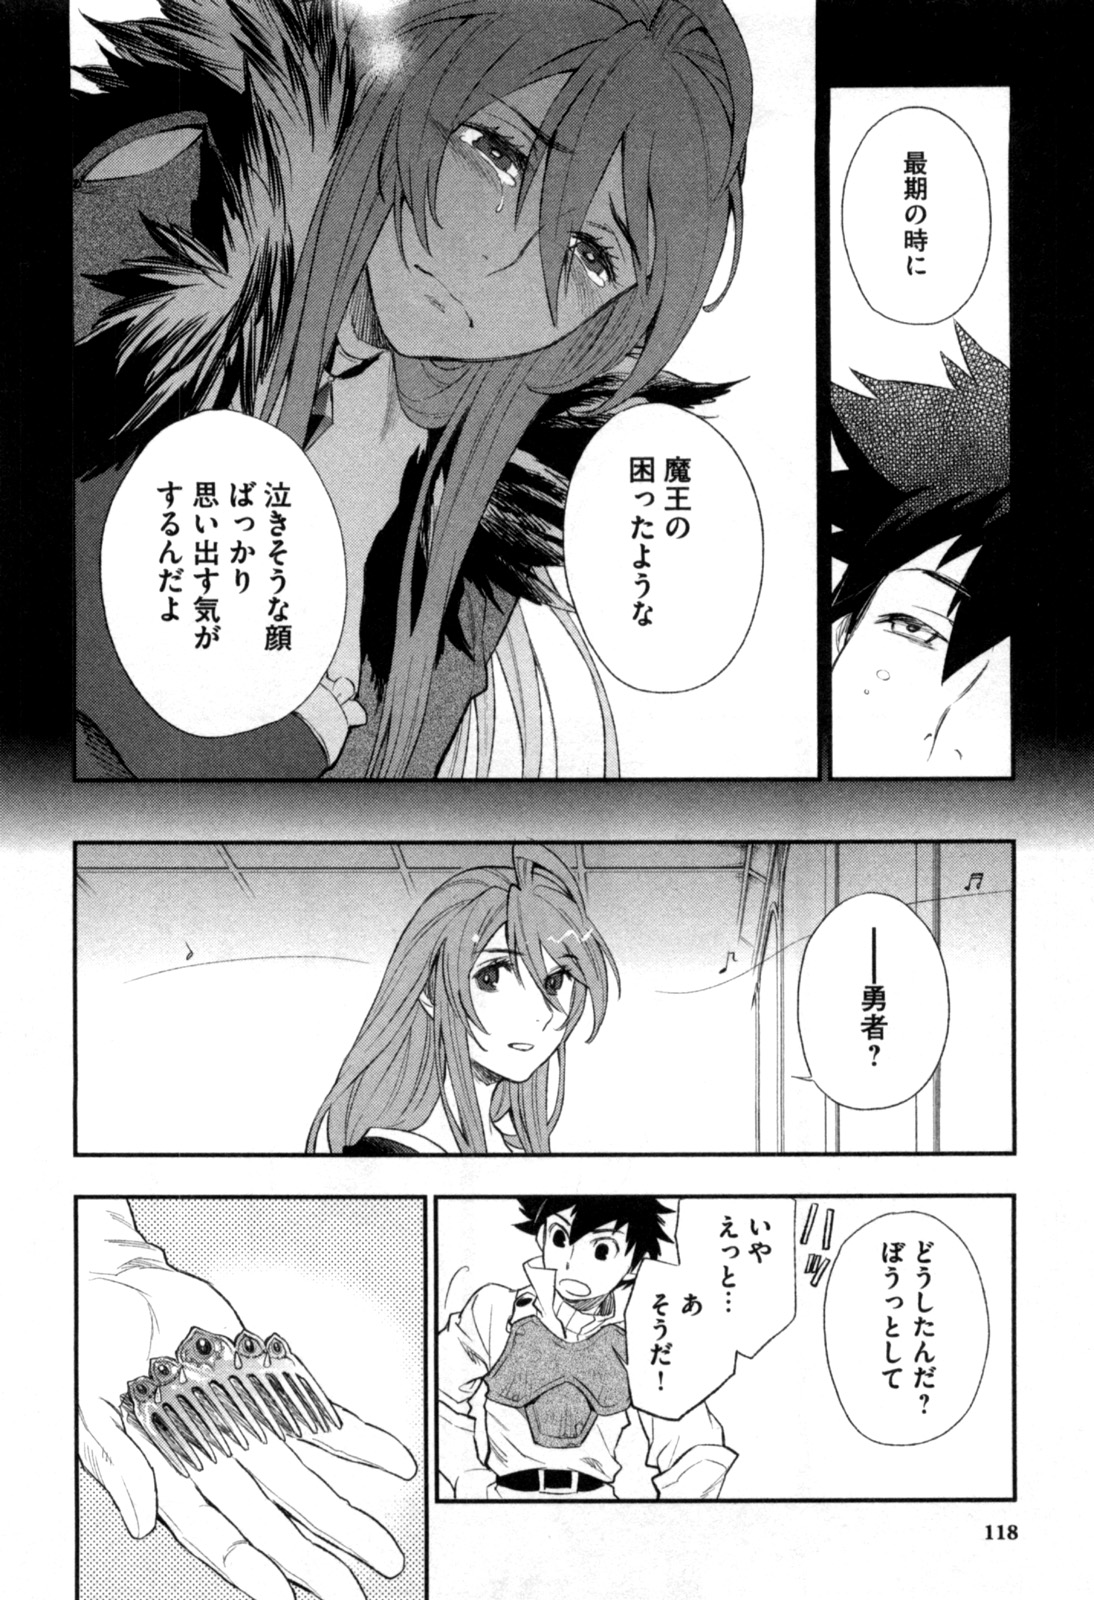 最期の時に
魔王の
困ったような
泣きそうな顔
ばっかり
思い出す気が
するんだよ
──勇者?
どうしたんだ?
ぼうっとして
ハッ
いや
えっと…
あ
そうだ!
118